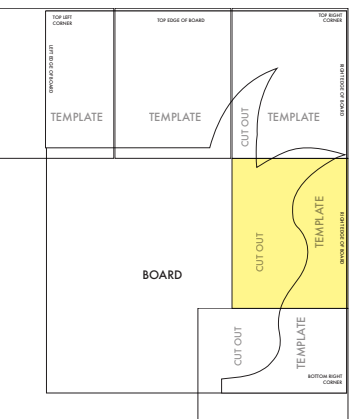 TOP LEFT
CORNER
TOP EDGE OF BOARD
TOP RIGHT
CORNER
LEFT EDGE OF BOARD
RIGHT EDGE OF BOARD
TEMPLATE
TEMPLATE
CUT OUT
TEMPLATE
CUT OUT
TEMPLATE
RIGHT EDGE OF BOARD
BOARD
CUT OUT
TEMPLATE
BOTTOM RIGHT
CORNER